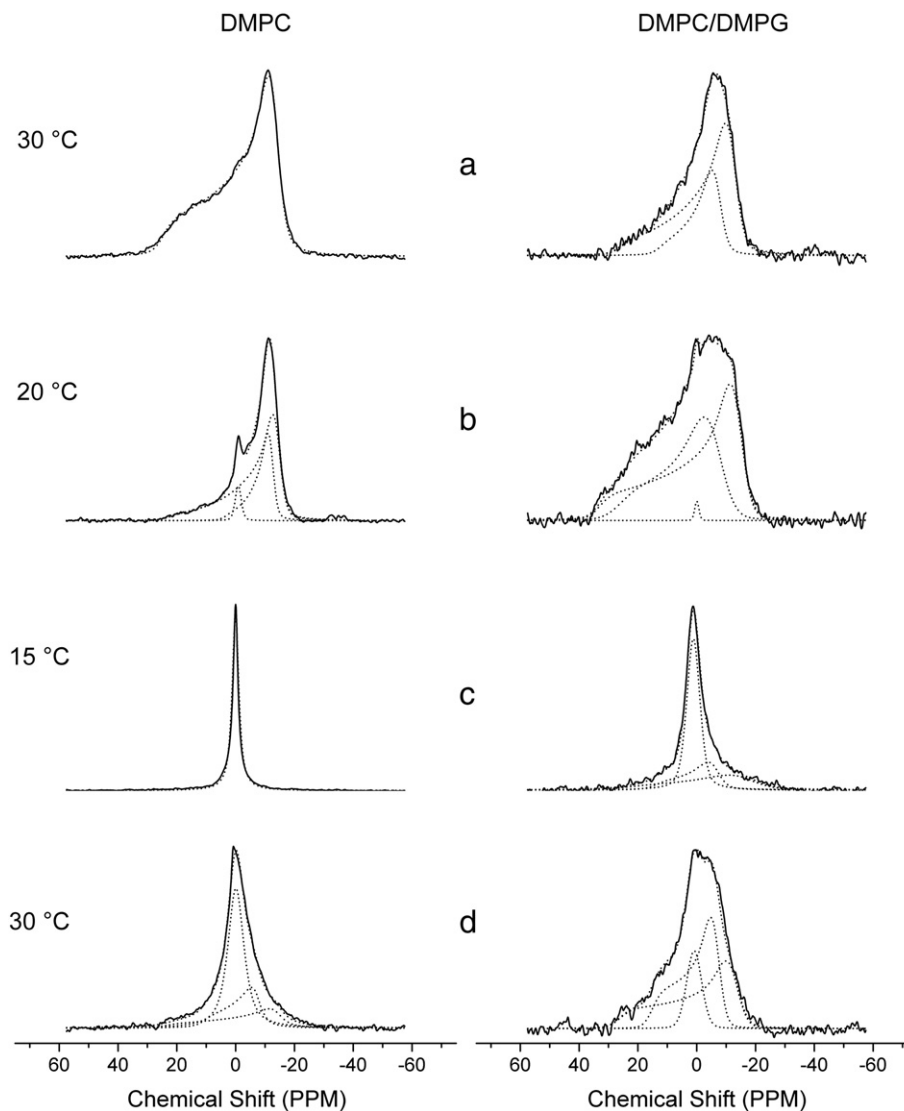 DMPC DMPC/DMPG
30 °C a
20 °C b
15 °C c
30 °C d
60 40 20 0 -20 -40 -60 60 40 20 0 -20 -40 -60
Chemical Shift (PPM) Chemical Shift (PPM)